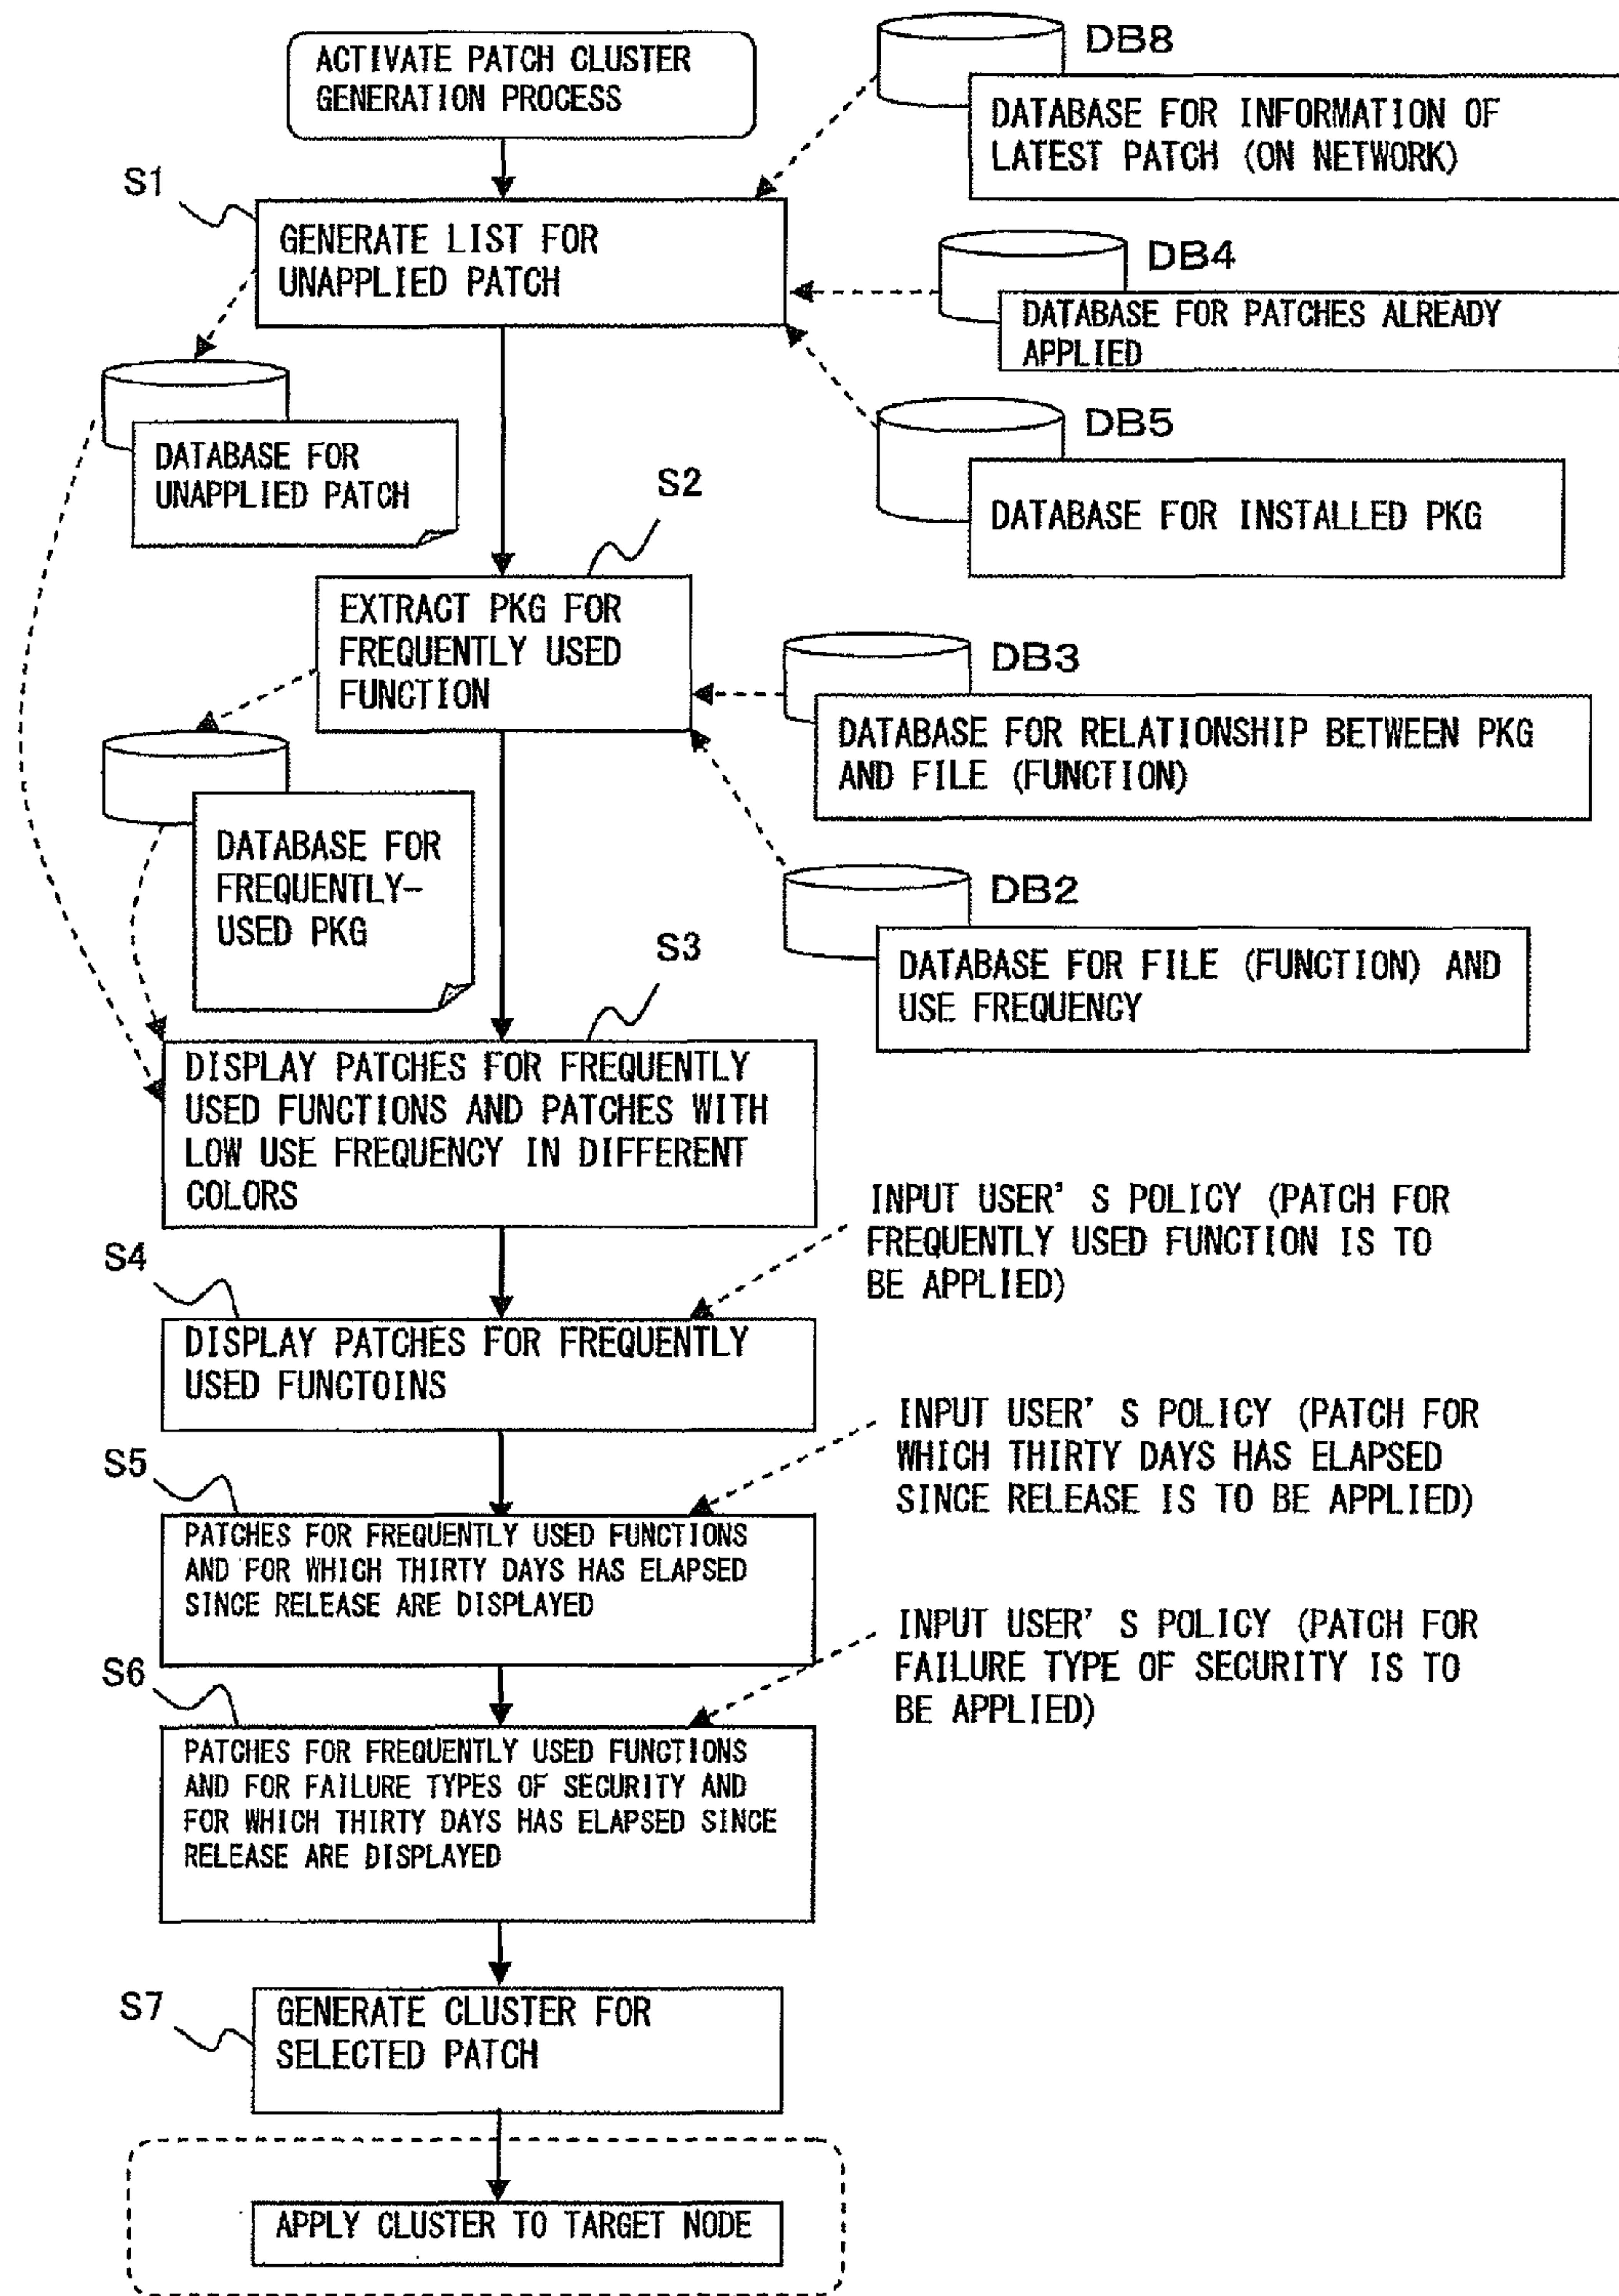 ACTIVATE PATCH CLUSTER
GENERATION PROCESS
DB8
DATABASE FOR INFORMATION OF
LATEST PATCH (ON NETWORK)
S1
GENERATE LIST FOR
UNAPPLIED PATCH
DB4
DATABASE FOR PATCHES ALREADY
APPLIED
DB5
DATABASE FOR INSTALLED PKG
DATABASE FOR
UNAPPLIED PATCH
S2
EXTRACT PKG FOR
FREQUENTLY USED
FUNCTION
DB3
DATABASE FOR RELATIONSHIP BETWEEN PKG
AND FILE (FUNCTION)
DATABASE FOR
FREQUENTLY-
USED PKG
DB2
DATABASE FOR FILE (FUNCTION) AND
USE FREQUENCY
S3
DISPLAY PATCHES FOR FREQUENTLY
USED FUNCTIONS AND PATCHES WITH
LOW USE FREQUENCY IN DIFFERENT
COLORS
INPUT USER' S POLICY (PATCH FOR
FREQUENTLY USED FUNCTION IS TO
BE APPLIED)
S4
DISPLAY PATCHES FOR FREQUENTLY
USED FUNCTOINS
INPUT USER' S POLICY (PATCH FOR
WHICH THIRTY DAYS HAS ELAPSED
SINCE RELEASE IS TO BE APPLIED)
S5
PATCHES FOR FREQUENTLY USED FUNCTIONS
AND FOR WHICH THIRTY DAYS HAS ELAPSED
SINCE RELEASE ARE DISPLAYED
INPUT USER' S POLICY (PATCH FOR
FAILURE TYPE OF SECURITY IS TO
BE APPLIED)
S6
PATCHES FOR FREQUENTLY USED FUNCTIONS
AND FOR FAILURE TYPES OF SECURITY AND
FOR WHICH THIRTY DAYS HAS ELAPSED SINCE
RELEASE ARE DISPLAYED
S7
GENERATE CLUSTER FOR
SELECTED PATCH
APPLY CLUSTER TO TARGET NODE